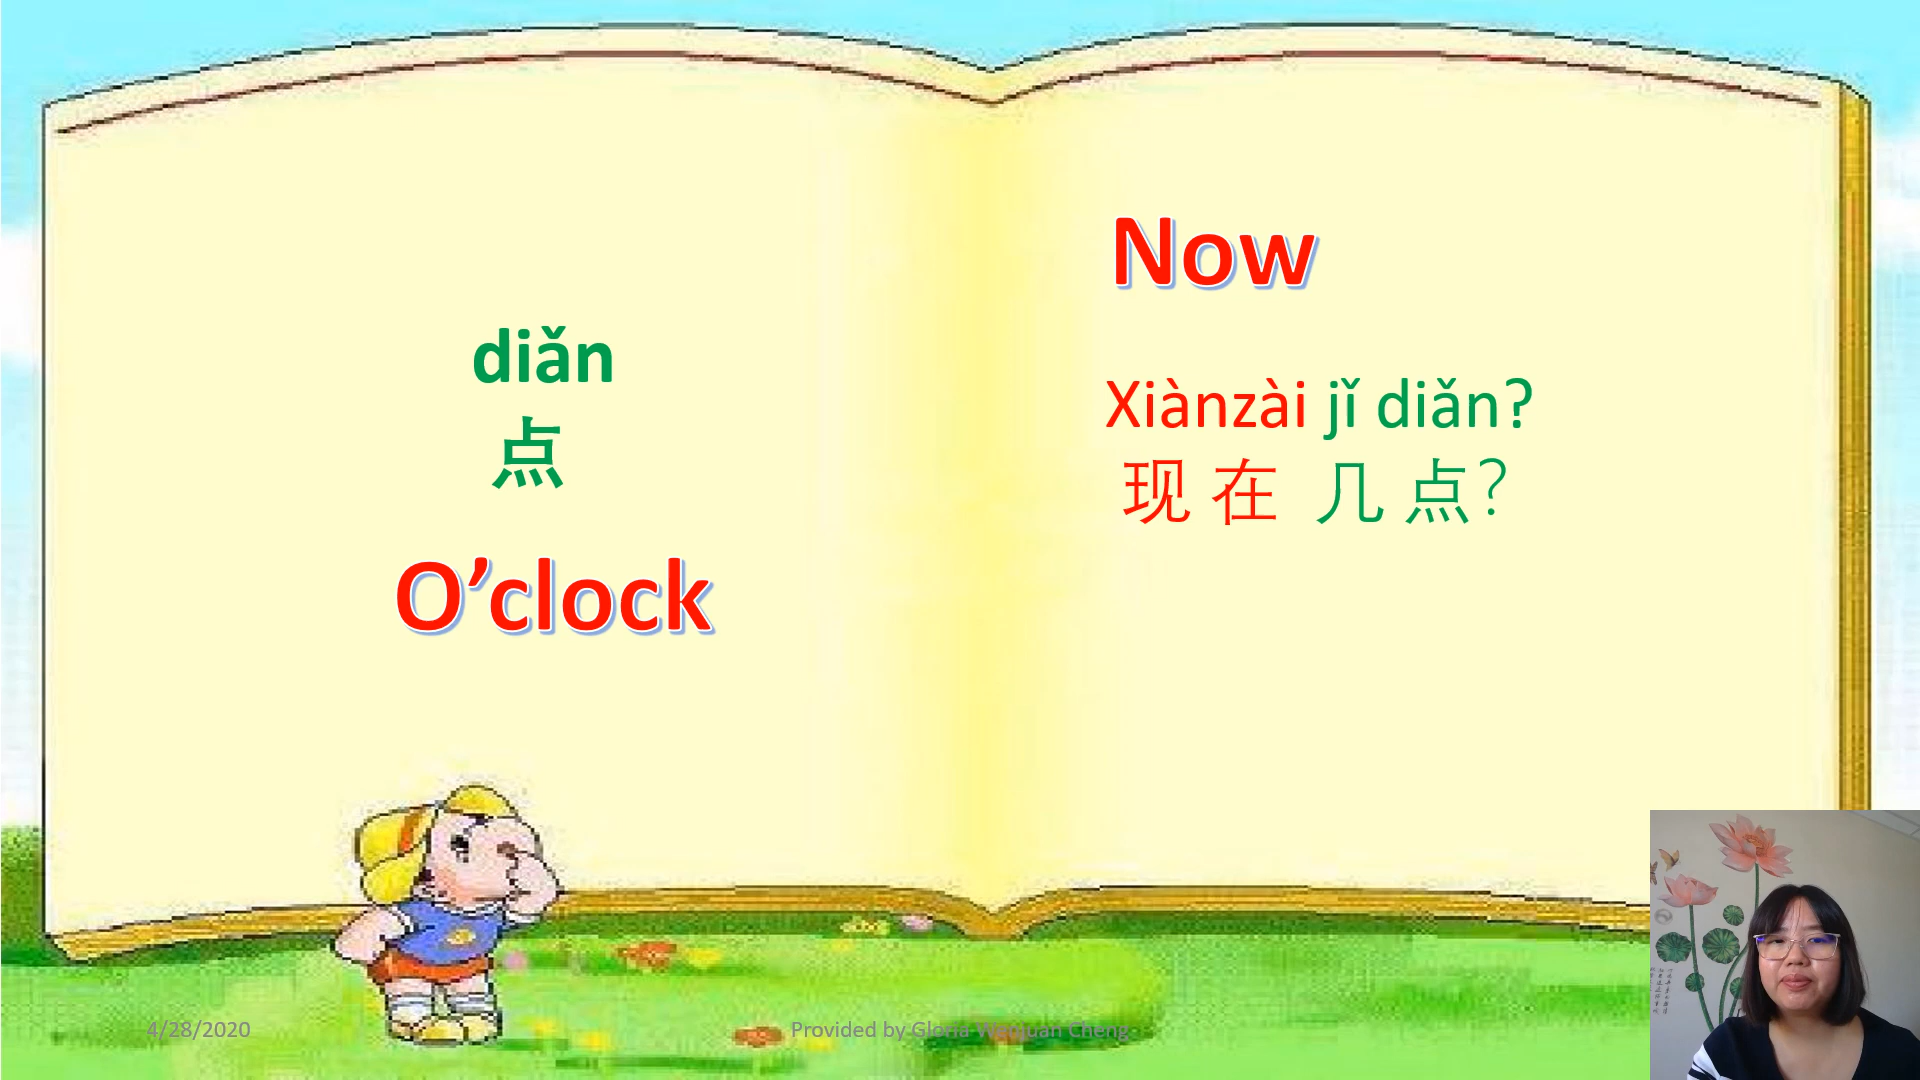 diǎn
点
O’clock
Now
Xiànzài jǐ diǎn?
现 在 几 点？
4/28/2020
Provided by Gloria Wenjuan Cheng